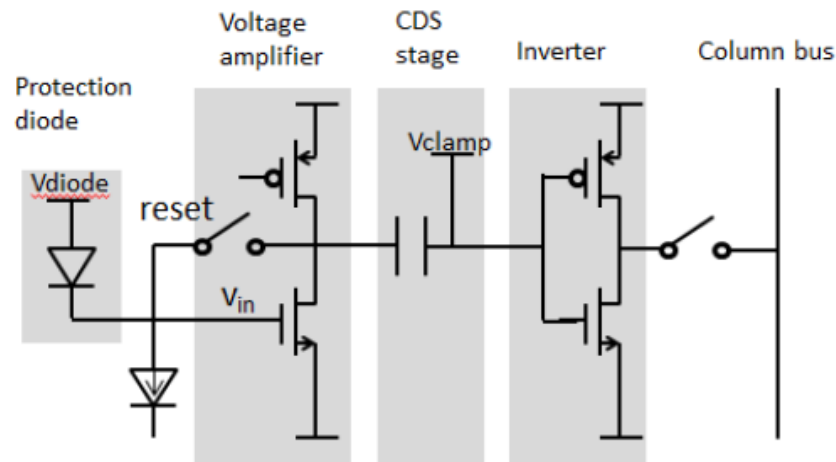 Voltage
amplifier
CDS
stage
Inverter
Column bus
Protection
diode
Vclamp
Vdiode
reset
Vin